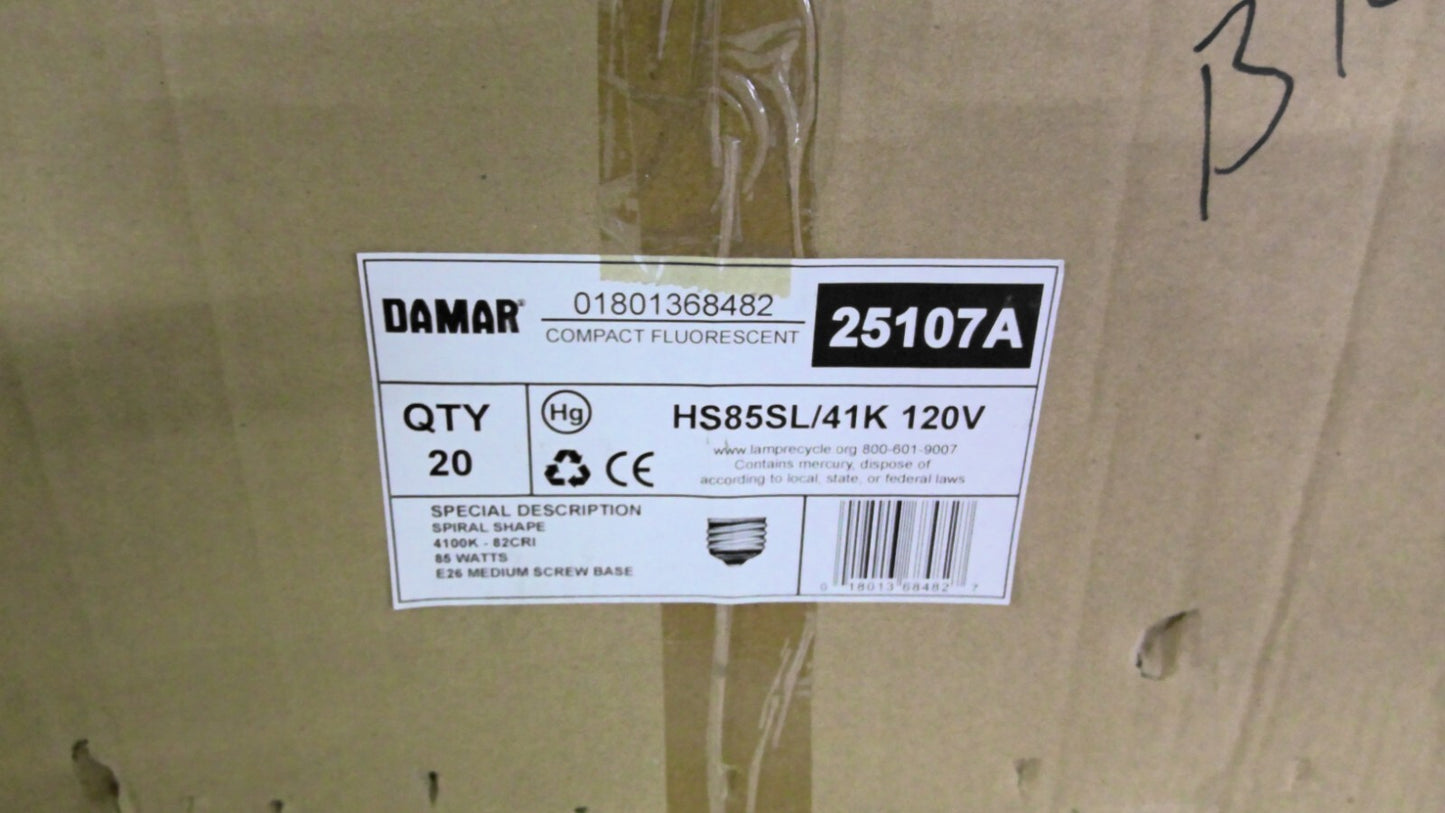 B
DAMAR®
01801368482
COMPACT FLUORESCENT
25107A
QTY
20
Hg
CE
HS85SL/41K 120V
www.lamprecycle.org 800-601-9007
Contains mercury, dispose of
according to local, state, or federal laws
SPECIAL DESCRIPTION
SPIRAL SHAPE
4100K - 82CRI
85 WATTS
E26 MEDIUM SCREW BASE
0 18013 68482 7